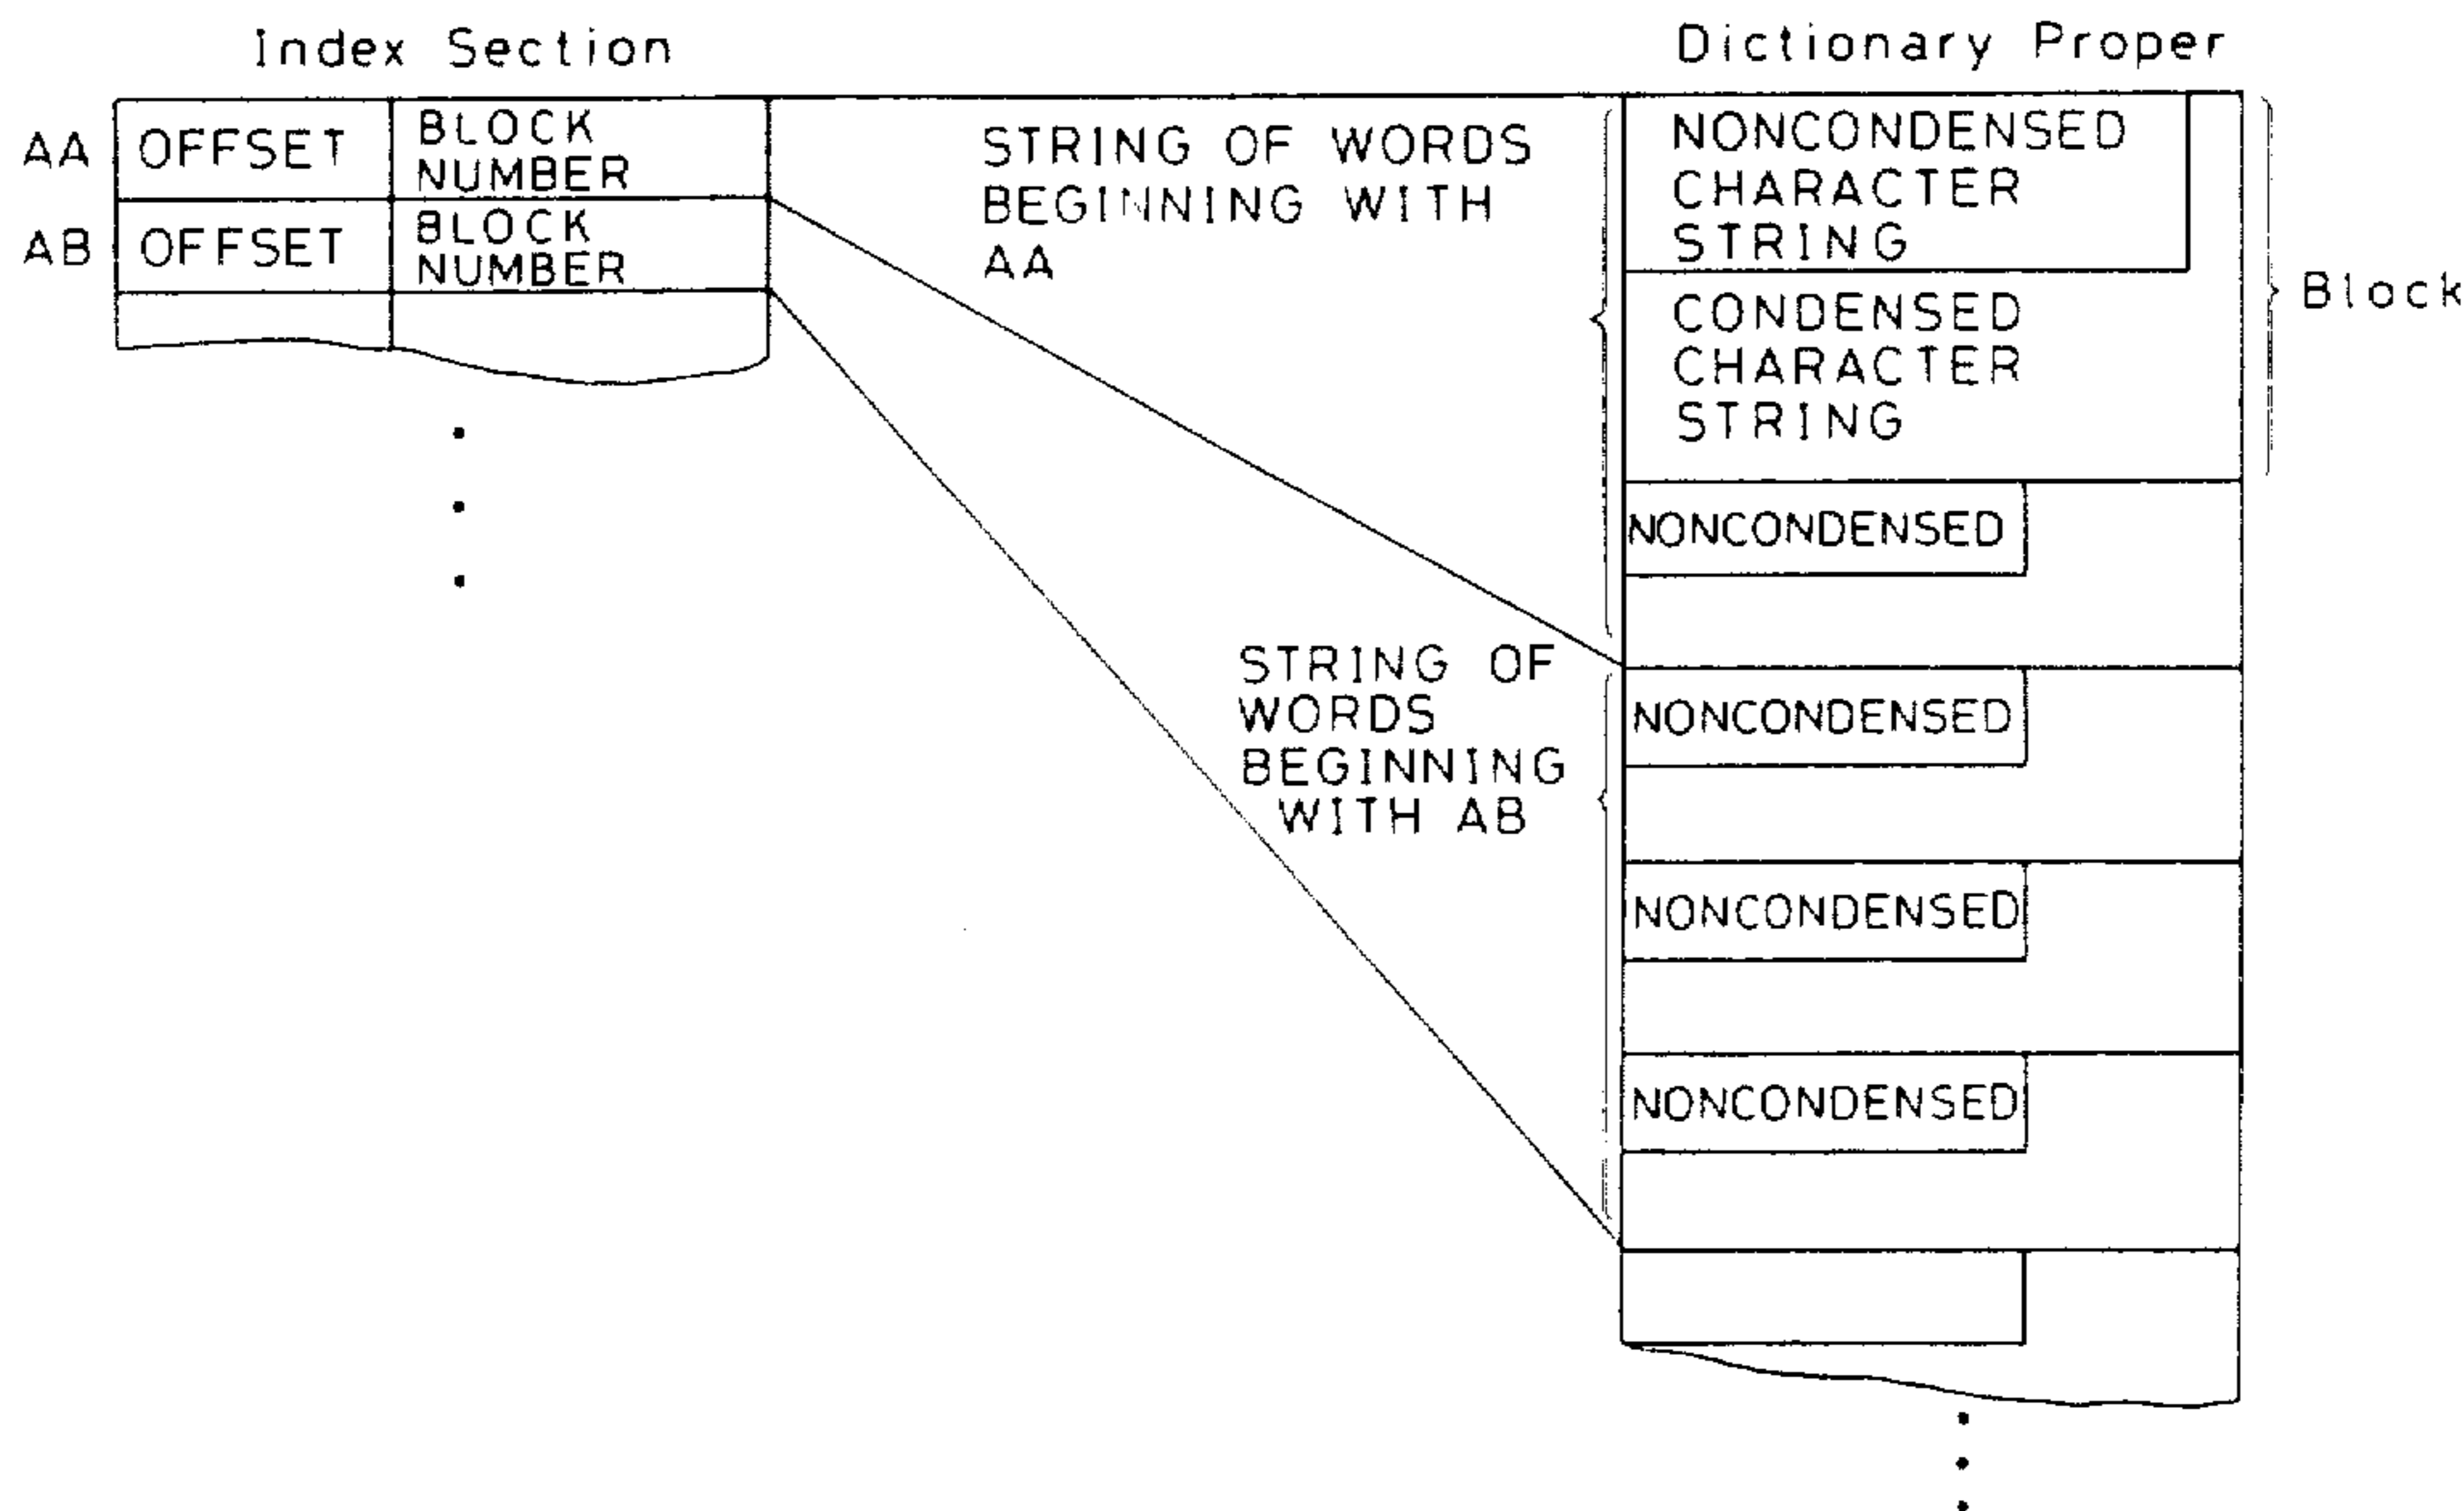 Index Section
Dictionary Proper
AA
OFFSET
BLOCK
NUMBER
AB
OFFSET
BLOCK
NUMBER
STRING OF WORDS
BEGINNING WITH
AA
NONCONDENSED
CHARACTER
STRING
CONDENSED
CHARACTER
STRING
Block
NONCONDENSED
STRING OF
WORDS
BEGINNING
WITH AB
NONCONDENSED
NONCONDENSED
NONCONDENSED